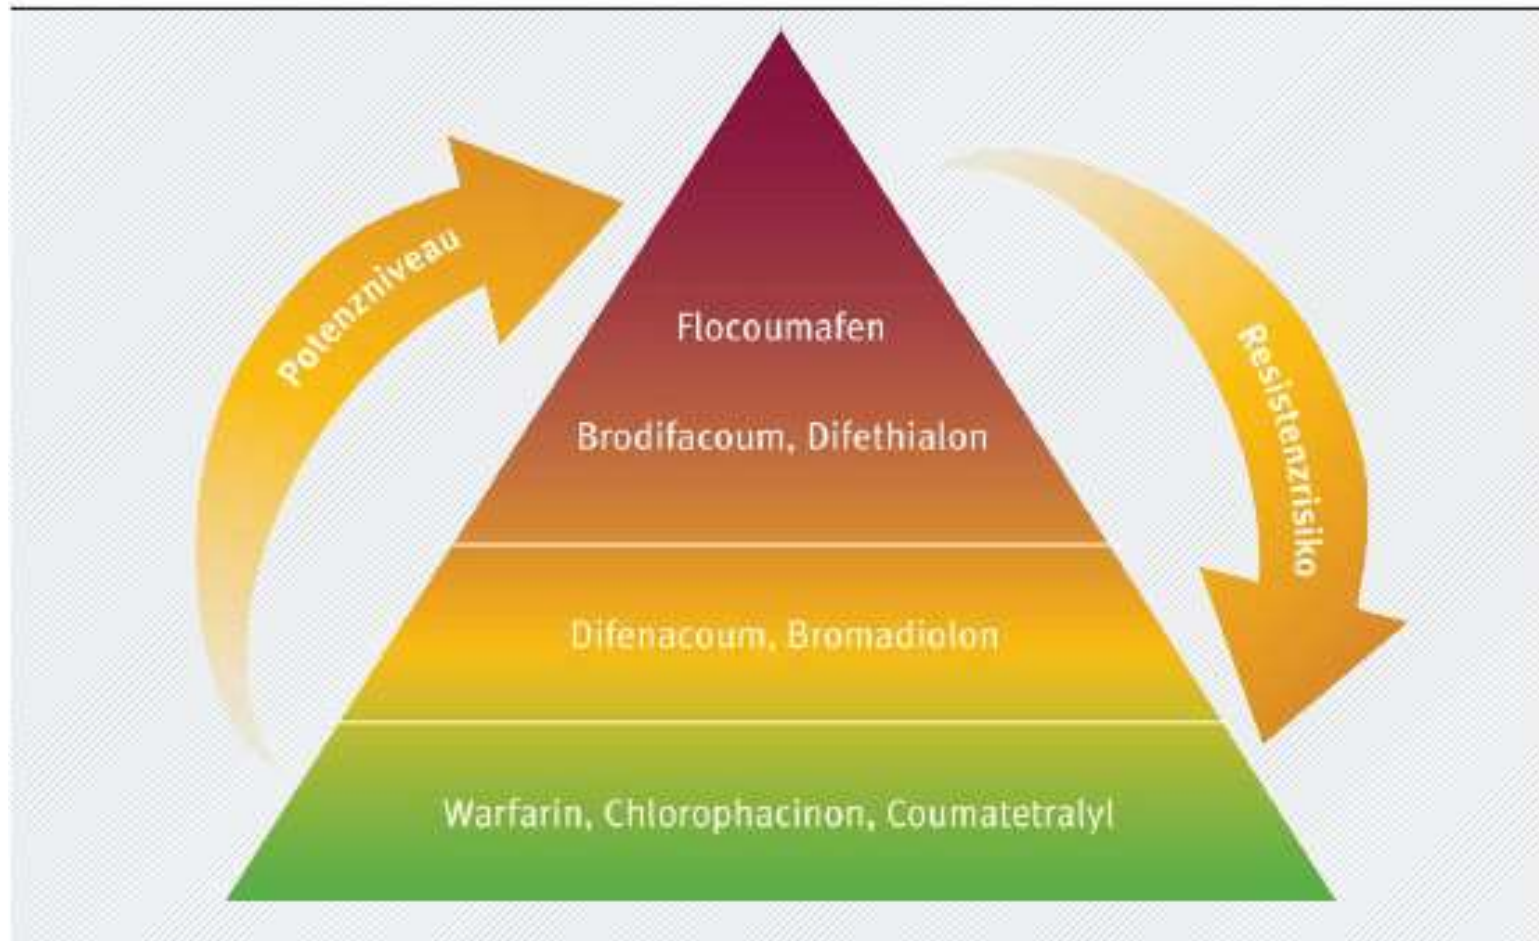 Potenzniveau
Resistenzrisiko
Flocoumafen
Brodifacoum, Difethialon
Difenacoum, Bromadiolon
Warfarin, Chlorophacinon, Coumatetralyl